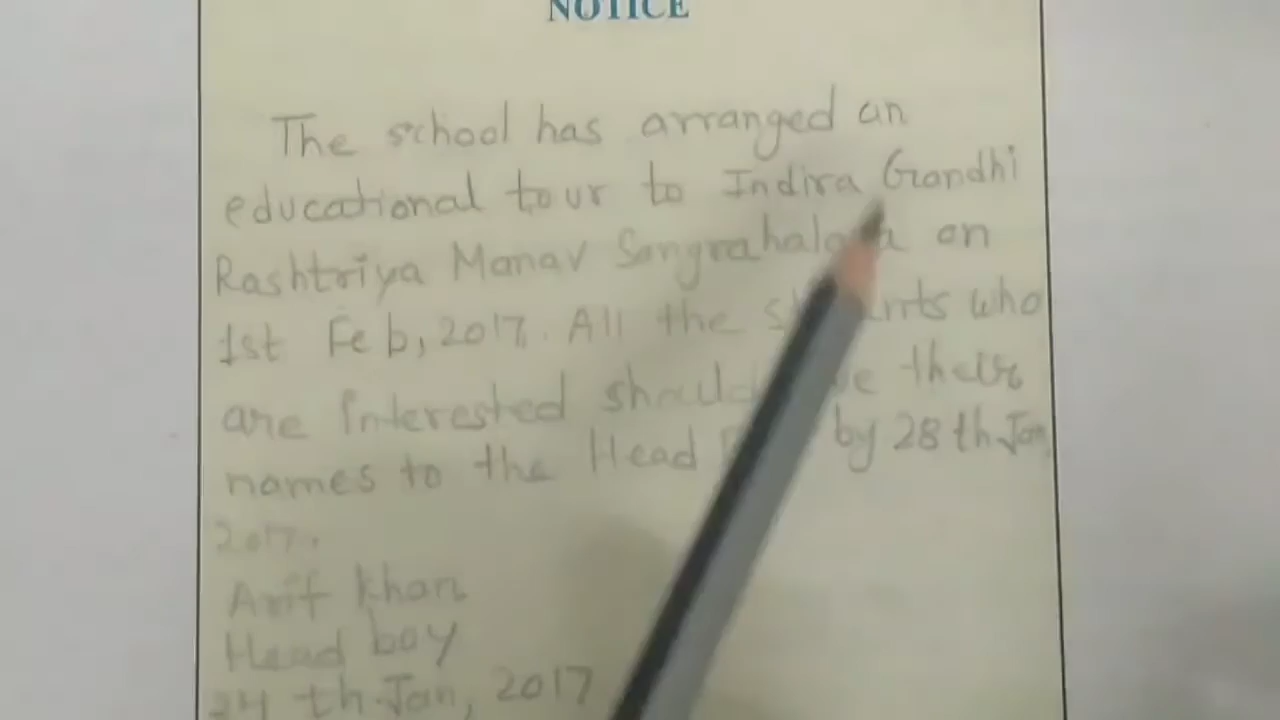 NOTICE
The school has arranged an
educational tour to Indira Gandhi
Rashtriya Manav on
1st Feb, 2017. All the who
are interested their
names to the Head by 28 th Jan
2017.
Arif khan
Head boy
24 th Jan, 2017